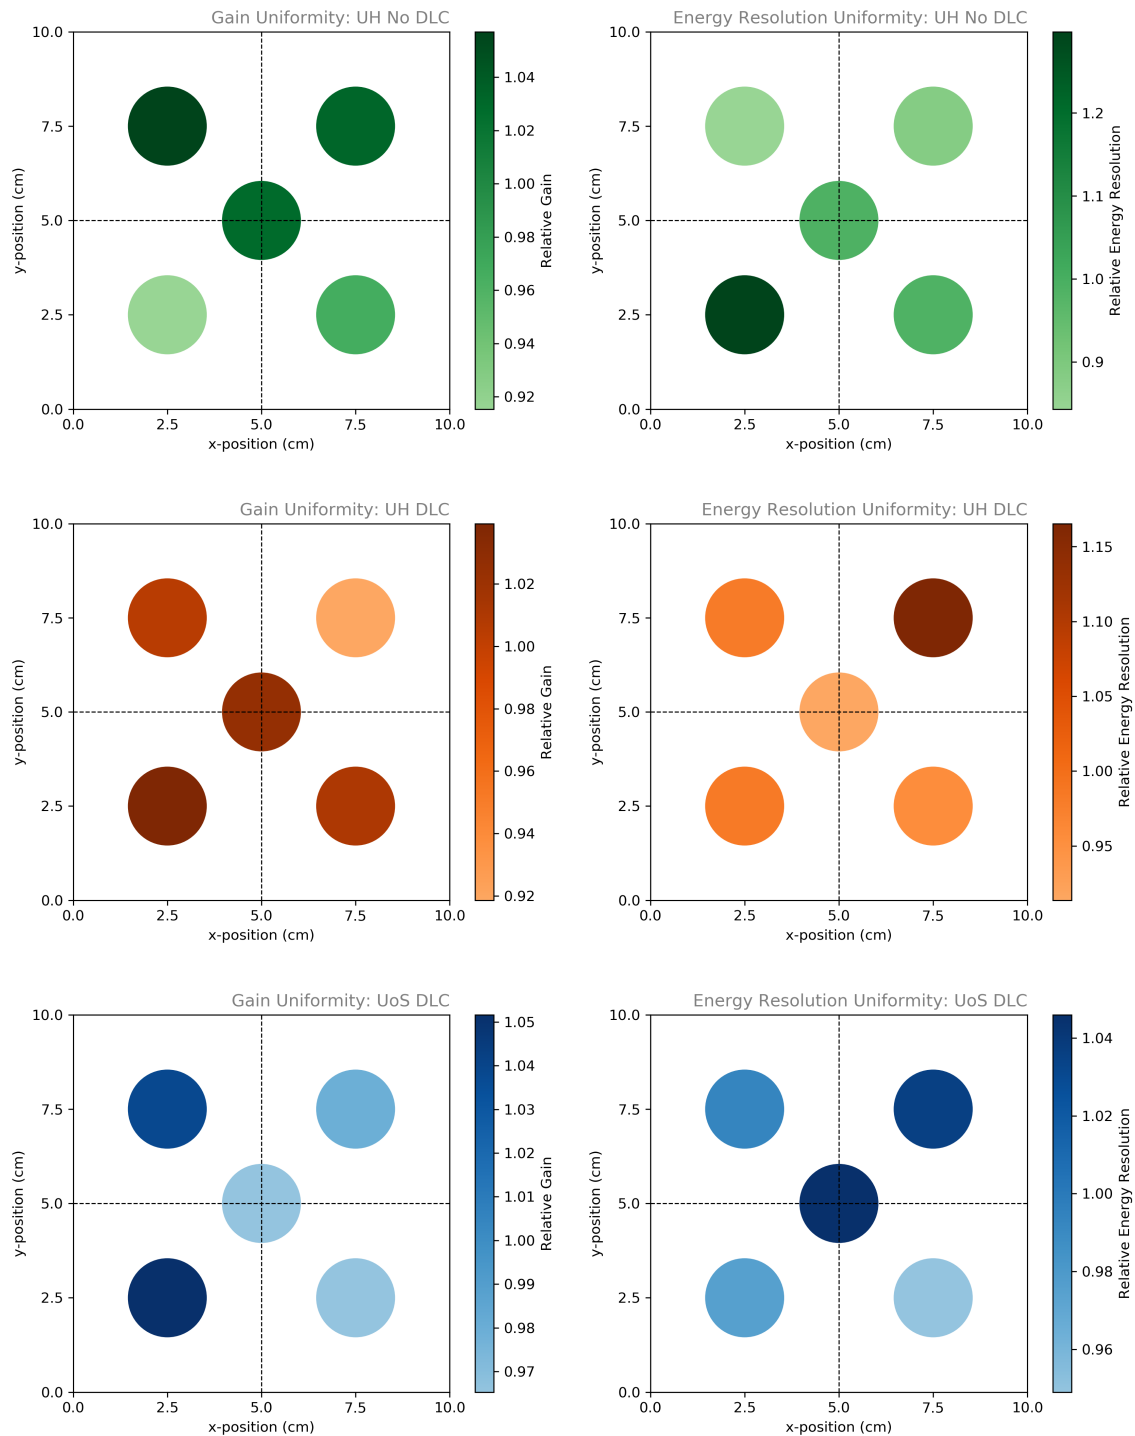 Gain Uniformity: UH No DLC
10.0
7.5
5.0
2.5
0.0
0.0 2.5 5.0 7.5 10.0
x-position (cm)
y-position (cm)
1.04
1.02
1.00
0.98
0.96
0.94
0.92
Relative Gain
Energy Resolution Uniformity: UH No DLC
10.0
7.5
5.0
2.5
0.0
0.0 2.5 5.0 7.5 10.0
x-position (cm)
y-position (cm)
1.2
1.1
1.0
0.9
Relative Energy Resolution
Gain Uniformity: UH DLC
10.0
7.5
5.0
2.5
0.0
0.0 2.5 5.0 7.5 10.0
x-position (cm)
y-position (cm)
1.02
1.00
0.98
0.96
0.94
0.92
Relative Gain
Energy Resolution Uniformity: UH DLC
10.0
7.5
5.0
2.5
0.0
0.0 2.5 5.0 7.5 10.0
x-position (cm)
y-position (cm)
1.15
1.10
1.05
1.00
0.95
Relative Energy Resolution
Gain Uniformity: UoS DLC
10.0
7.5
5.0
2.5
0.0
0.0 2.5 5.0 7.5 10.0
x-position (cm)
y-position (cm)
1.05
1.04
1.03
1.02
1.01
1.00
0.99
0.98
0.97
Relative Gain
Energy Resolution Uniformity: UoS DLC
10.0
7.5
5.0
2.5
0.0
0.0 2.5 5.0 7.5 10.0
x-position (cm)
y-position (cm)
1.04
1.02
1.00
0.98
0.96
Relative Energy Resolution